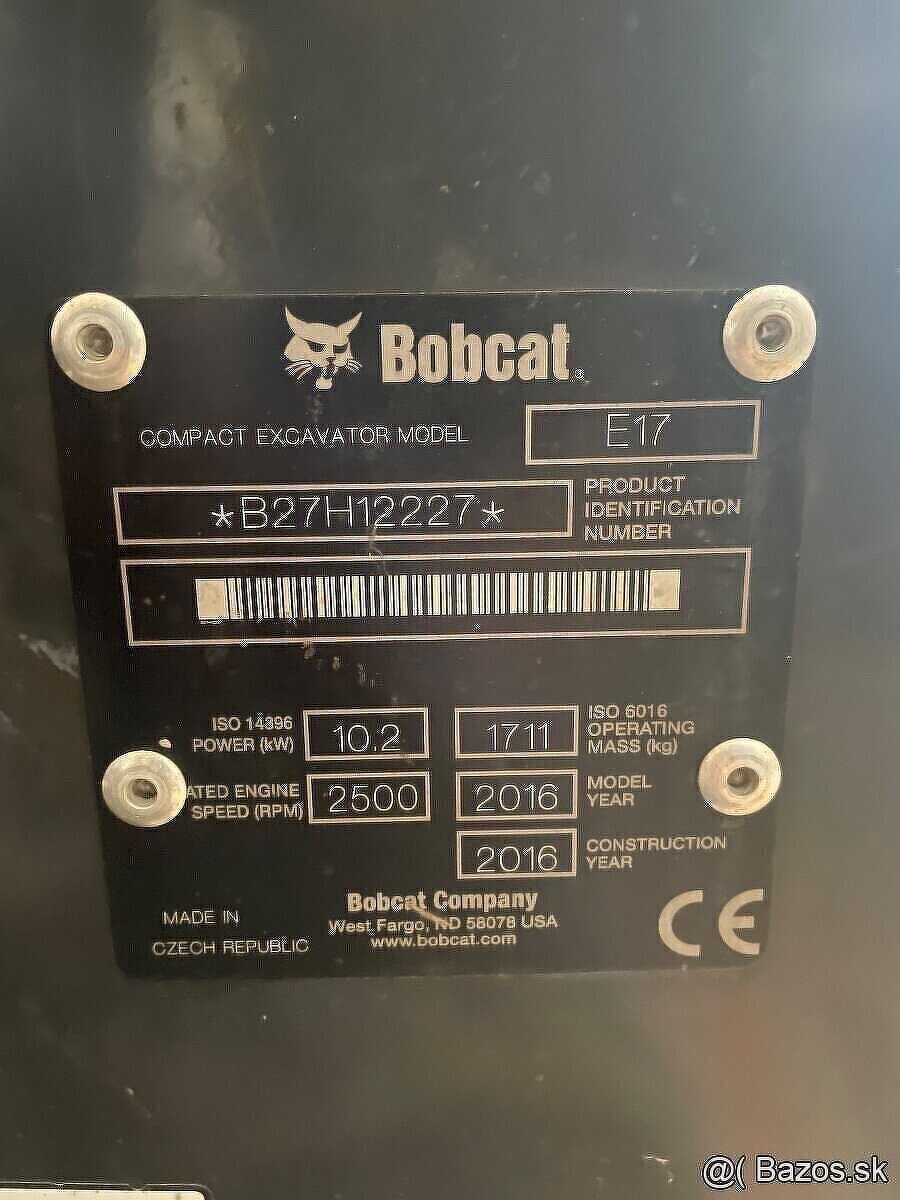 Bobcat®
COMPACT EXCAVATOR MODEL E17
*B27H12227* PRODUCT
IDENTIFICATION
NUMBER
ISO 14396
POWER (kW) 10.2
1711 ISO 6016
OPERATING
MASS (kg)
ATED ENGINE
SPEED (RPM) 2500
2016 MODEL
YEAR
2016 CONSTRUCTION
YEAR
Bobcat Company
West Fargo, ND 58078 USA
www.bobcat.com
MADE IN
CZECH REPUBLIC
CE
@( Bazos.sk